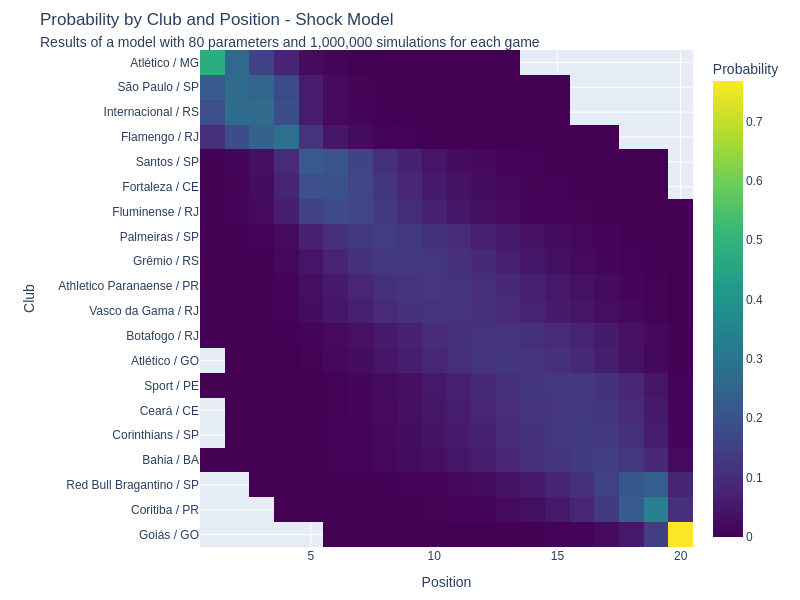 Probability by Club and Position - Shock Model
Results of a model with 80 parameters and 1,000,000 simulations for each game
Probability
Atlético / MG
São Paulo / SP
Internacional / RS
Flamengo / RJ
Santos / SP
Fortaleza / CE
Fluminense / RJ
Palmeiras / SP
Grêmio / RS
Athletico Paranaense / PR
Vasco da Gama / RJ
Botafogo / RJ
Atlético / GO
Sport / PE
Ceará / CE
Corinthians / SP
Bahia / BA
Red Bull Bragantino / SP
Coritiba / PR
Goiás / GO
Club
5
10
15
20
Position
0.7
0.6
0.5
0.4
0.3
0.2
0.1
0